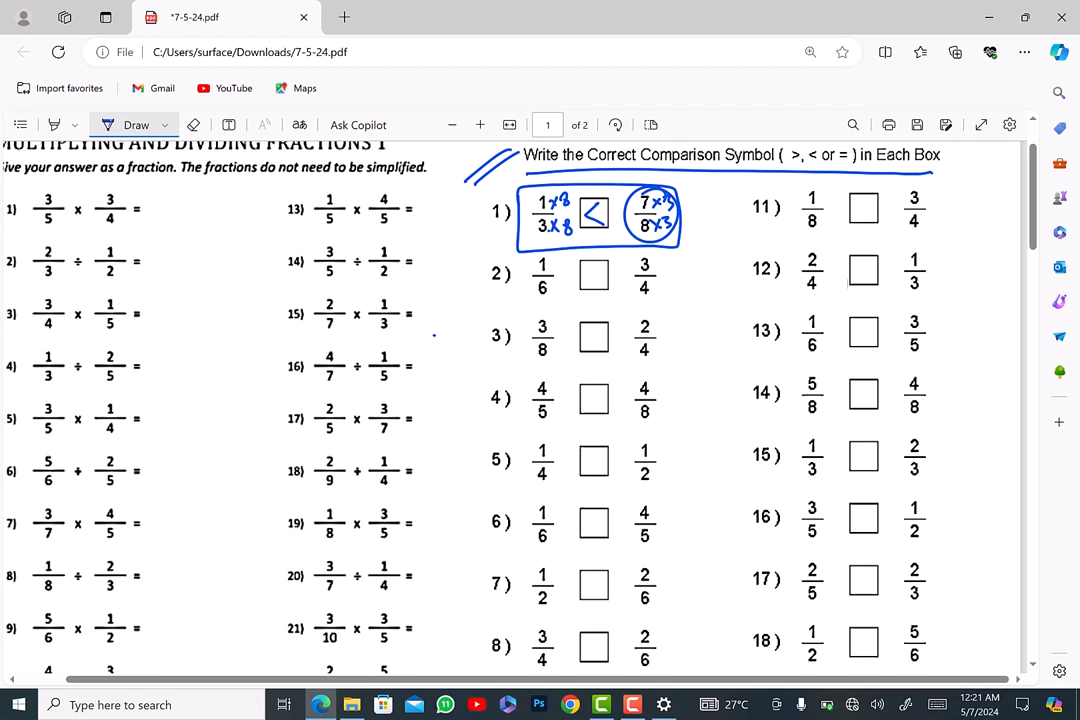 *7-5-24.pdf
File C:/Users/surface/Downloads/7-5-24.pdf
Import favorites Gmail YouTube Maps
Draw Ask Copilot 1 of 2
MULTIPLYING AND DIVIDING FRACTIONS 1
Give your answer as a fraction. The fractions do not need to be simplified.
1) 3/5 x 3/4 =
2) 2/3 ÷ 1/2 =
3) 3/4 x 1/5 =
4) 1/3 ÷ 2/5 =
5) 3/5 x 1/4 =
6) 5/6 ÷ 2/5 =
7) 3/7 x 4/5 =
8) 1/8 ÷ 2/3 =
9) 5/6 x 1/2 =
4 3
13) 1/5 x 4/5 =
14) 3/5 ÷ 1/2 =
15) 2/7 x 1/3 =
16) 4/7 ÷ 1/5 =
17) 2/5 x 3/7 =
18) 2/9 ÷ 1/4 =
19) 1/8 x 3/5 =
20) 3/7 ÷ 1/4 =
21) 3/10 x 3/5 =
2 5
Write the Correct Comparison Symbol ( >, < or = ) in Each Box
1) 1x8/3x8 < 7x3/8x3
2) 1/6 3/4
3) 3/8 2/4
4) 4/5 4/8
5) 1/4 1/2
6) 1/6 4/5
7) 1/2 2/6
8) 3/4 2/6
11) 1/8 3/4
12) 2/4 1/3
13) 1/6 3/5
14) 5/8 4/8
15) 1/3 2/3
16) 3/5 1/2
17) 2/5 2/3
18) 1/2 5/6
Type here to search
27°C
12:21 AM
5/7/2024